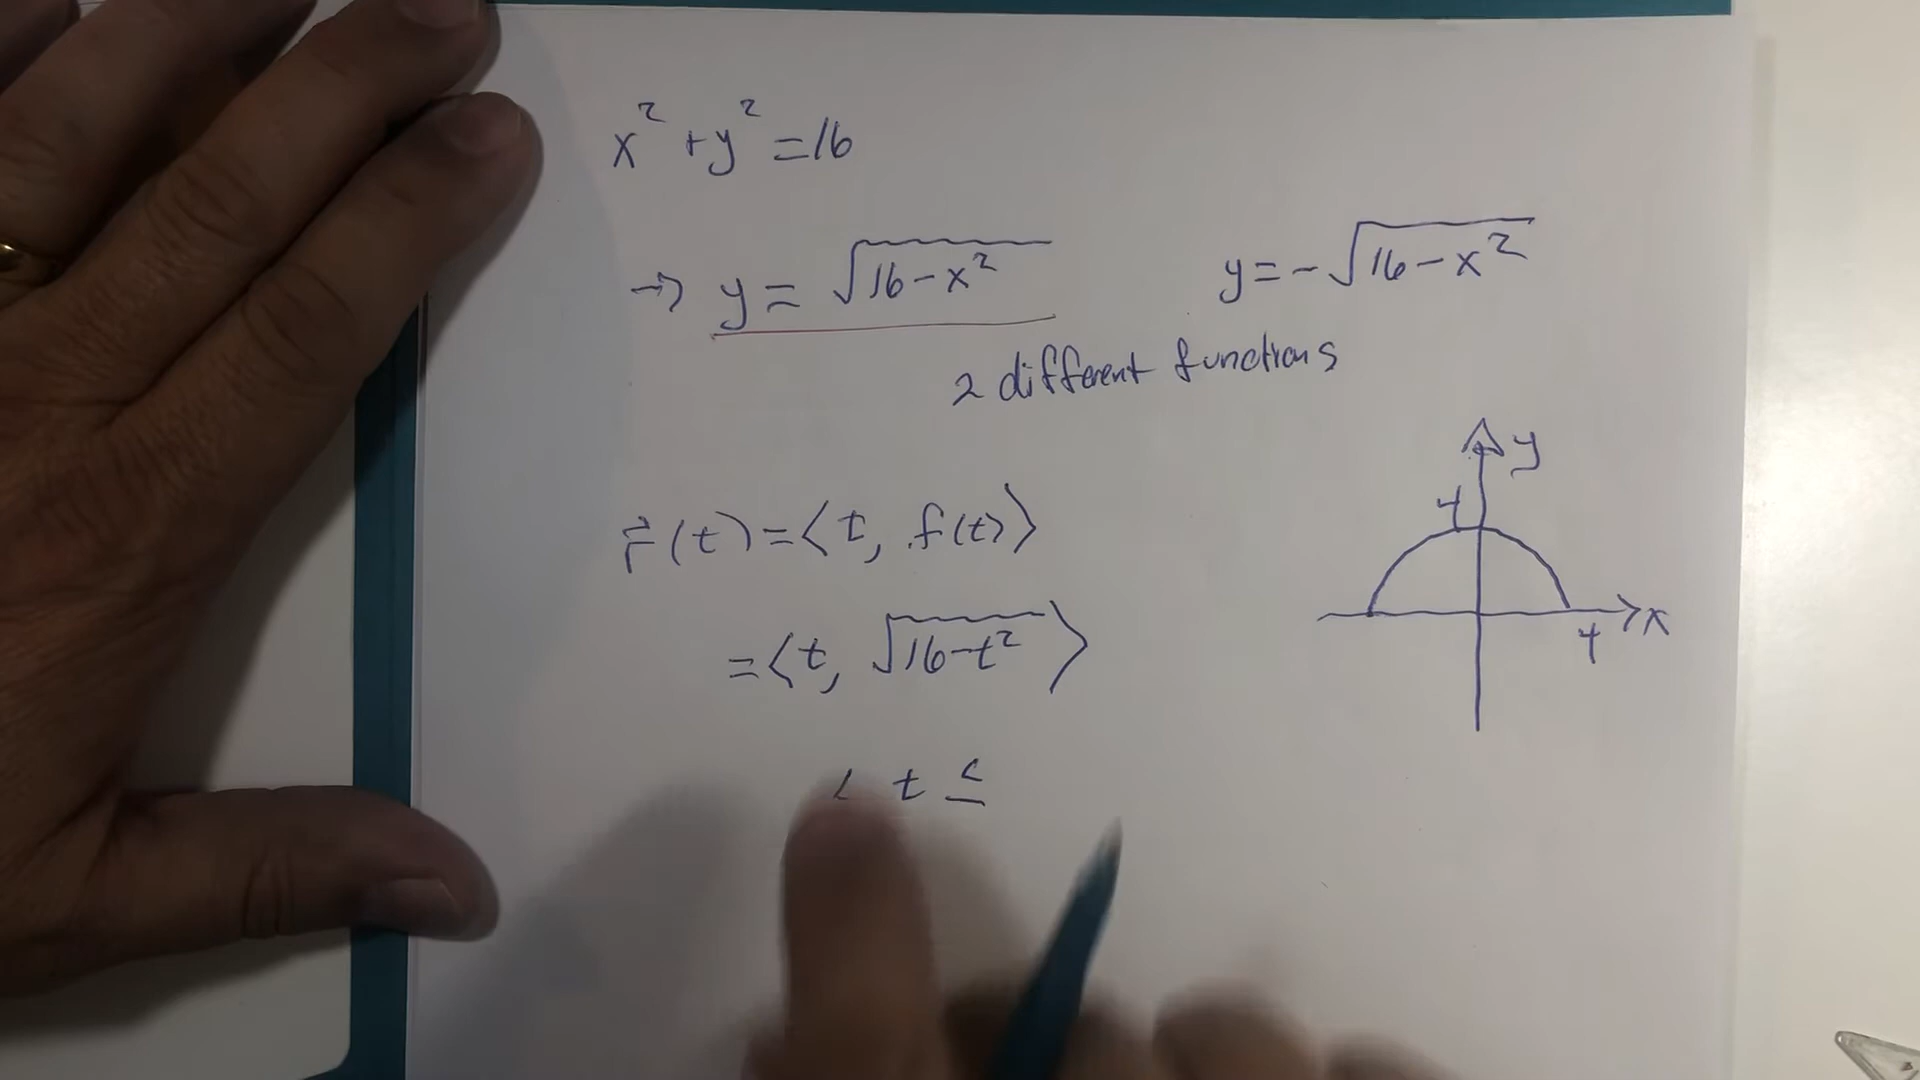 x² + y² = 16
→ y = √(16-x²)
y = -√(16-x²)
2 different functions
r⃗(t) = ⟨t, f(t)⟩
= ⟨t, √(16-t²)⟩
t ≤
y
4
x
4